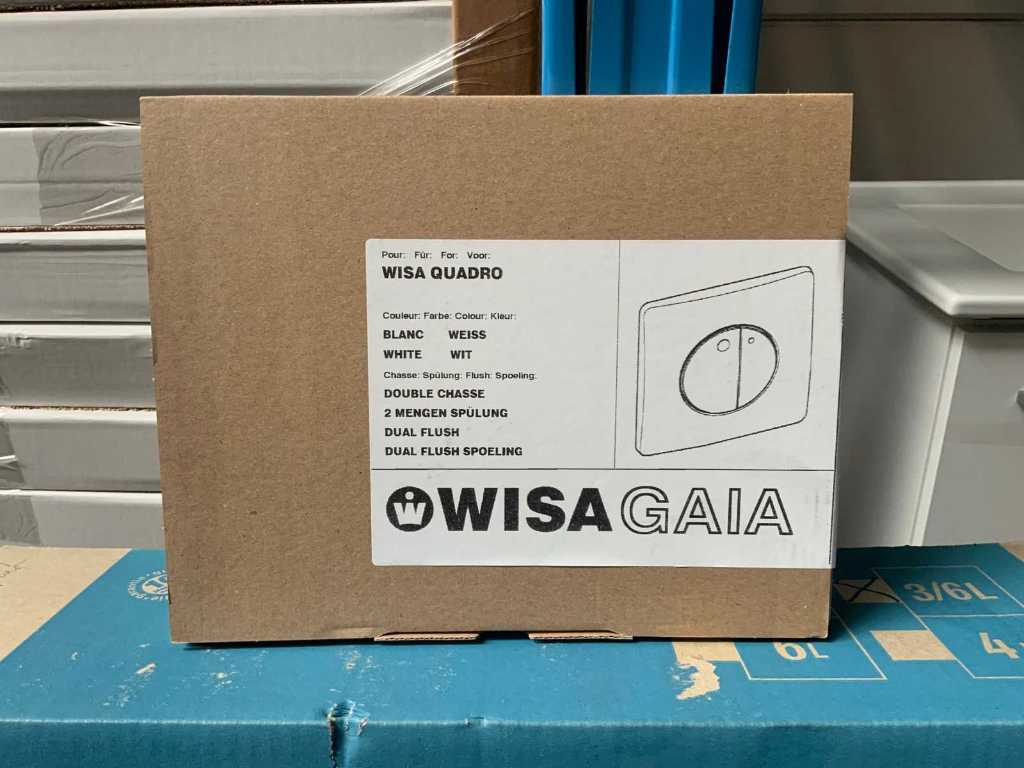 Pour: Für: For: Voor:
WISA QUADRO
Couleur: Farbe: Colour: Kleur:
BLANC WEISS
WHITE WIT
Chasse: Spülung: Flush: Spoeling:
DOUBLE CHASSE
2 MENGEN SPÜLUNG
DUAL FLUSH
DUAL FLUSH SPOELING
W WISA GAIA
3/6L
6L
4